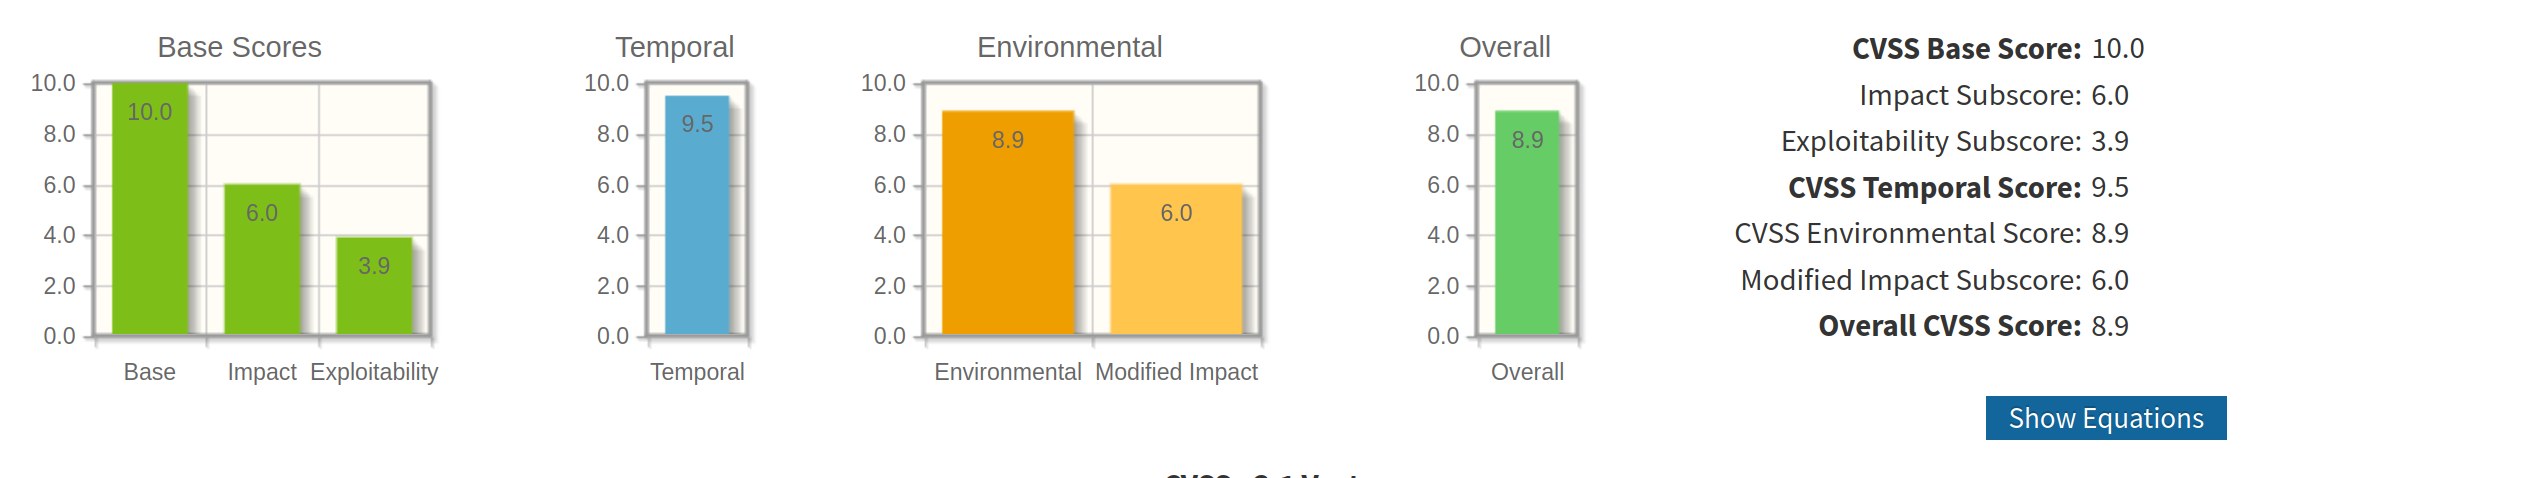 Base Scores
10.0
8.0
6.0
4.0
2.0
0.0
10.0
6.0
3.9
Base Impact Exploitability
Temporal
10.0
8.0
6.0
4.0
2.0
0.0
9.5
Temporal
Environmental
10.0
8.0
6.0
4.0
2.0
0.0
8.9
6.0
Environmental Modified Impact
Overall
10.0
8.0
6.0
4.0
2.0
0.0
8.9
Overall
CVSS Base Score: 10.0
Impact Subscore: 6.0
Exploitability Subscore: 3.9
CVSS Temporal Score: 9.5
CVSS Environmental Score: 8.9
Modified Impact Subscore: 6.0
Overall CVSS Score: 8.9
Show Equations